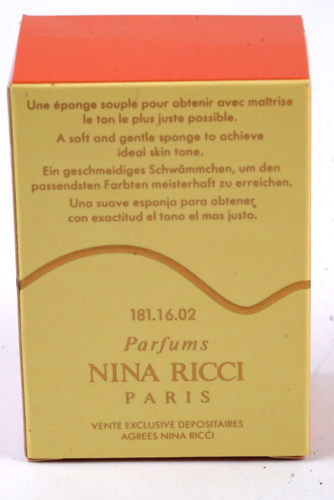 Une éponge souple pour obtenir avec maîtrise
le ton le plus juste possible.
A soft and gentle sponge to achieve
ideal skin tone.
Ein geschmeidiges Schwämmchen, um den
passendsten Farbten meisterhaft zu erreichen.
Una suave esponja para obtener
con exactitud el tono el mas justo.
181.16.02
Parfums
NINA RICCI
PARIS
VENTE EXCLUSIVE DEPOSITAIRES
AGREES NINA RICCI